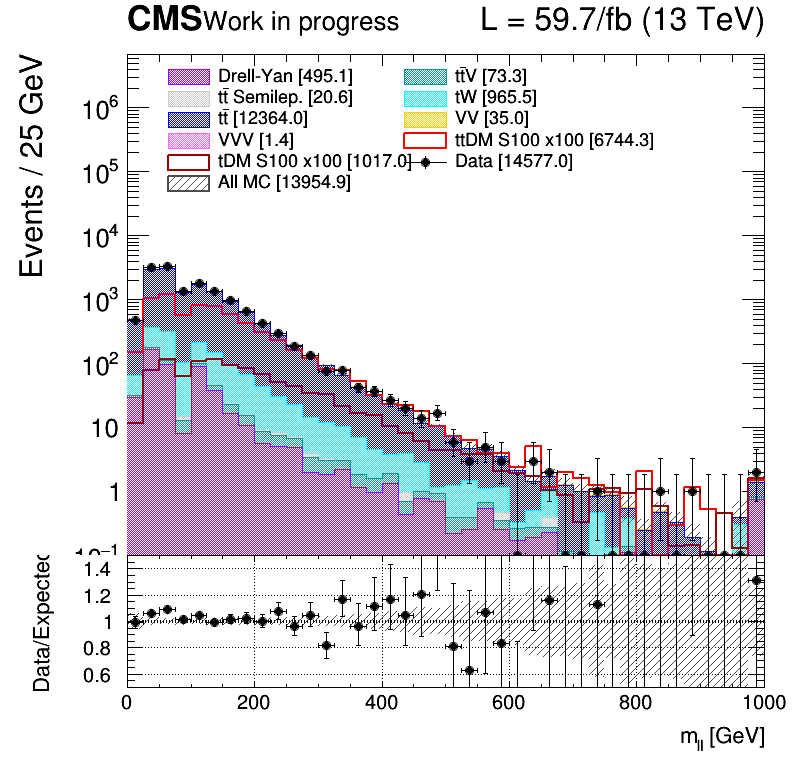 CMS Work in progress L = 59.7/fb (13 TeV)
Events / 25 GeV
Drell-Yan [495.1] tt̄V [73.3]
tt̄ Semilep. [20.6] tW [965.5]
tt̄ [12364.0] VV [35.0]
VVV [1.4] ttDM S100 x100 [6744.3]
tDM S100 x100 [1017.0] Data [14577.0]
All MC [13954.9]
10⁶
10⁵
10⁴
10³
10²
10
1
10⁻¹
Data/Expected
1.4
1.2
1
0.8
0.6
0 200 400 600 800 1000
m_ll [GeV]